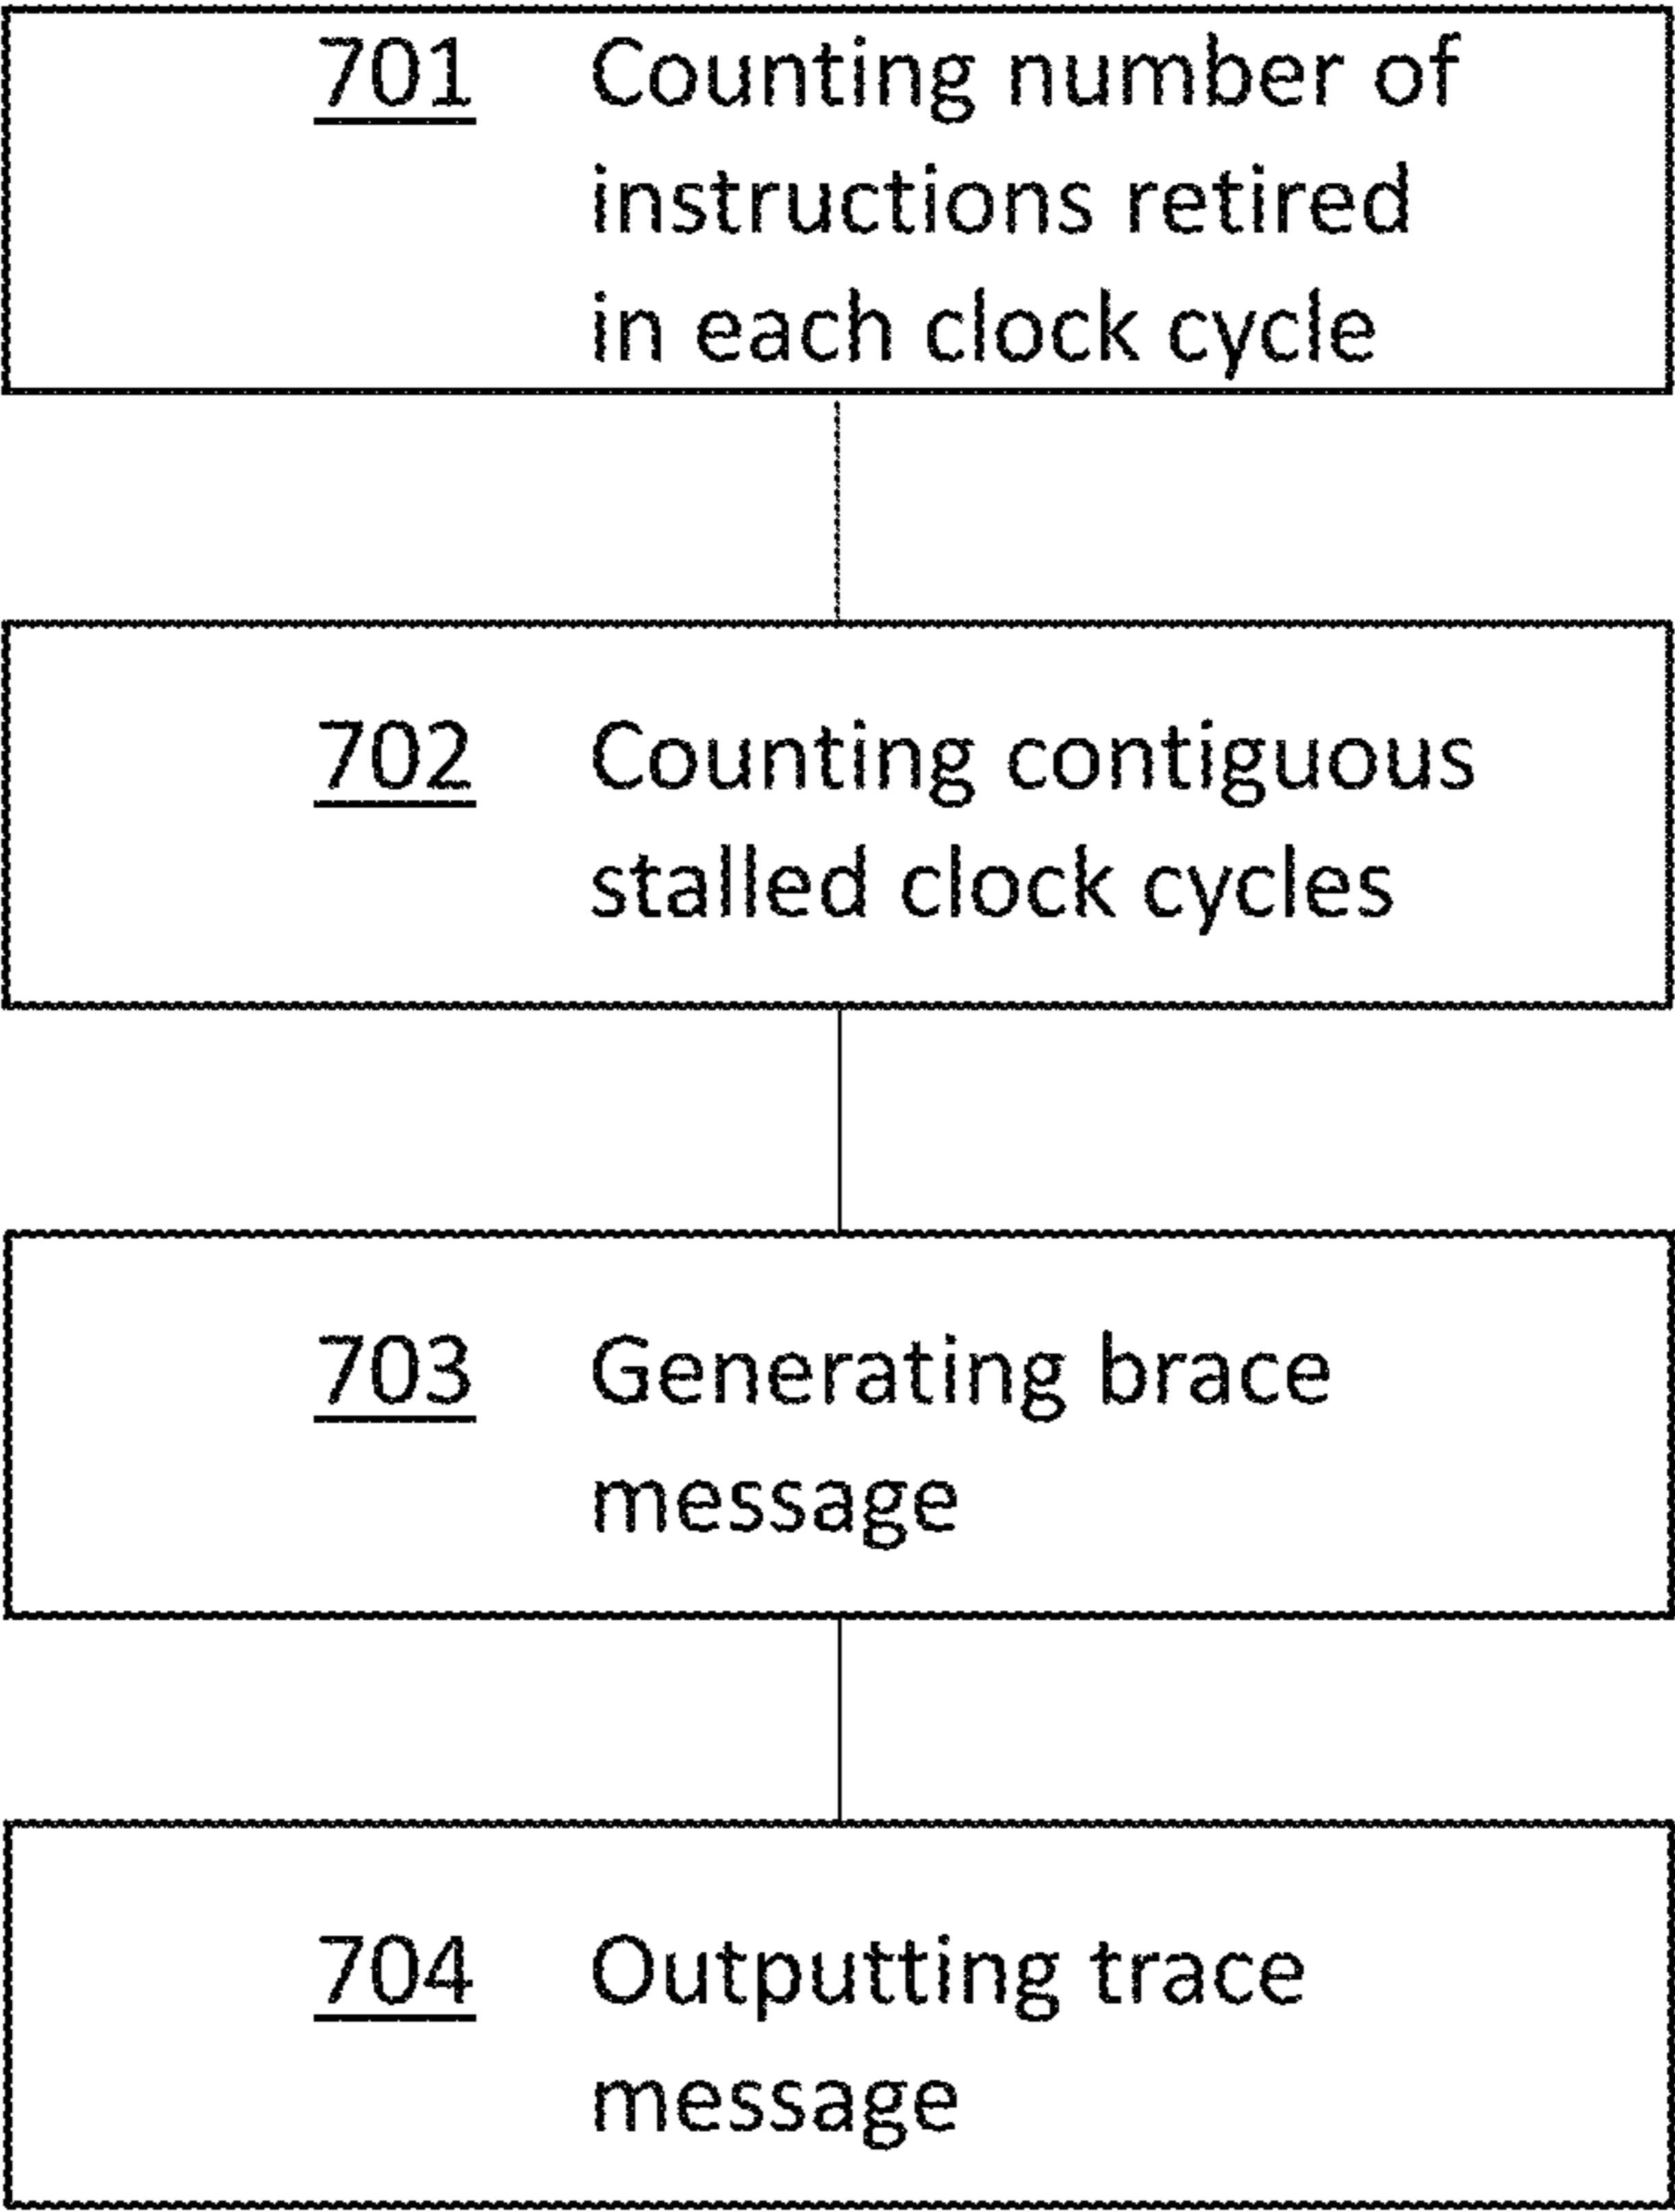 701 Counting number of
instructions retired
in each clock cycle
702 Counting contiguous
stalled clock cycles
703 Generating brace
message
704 Outputting trace
message